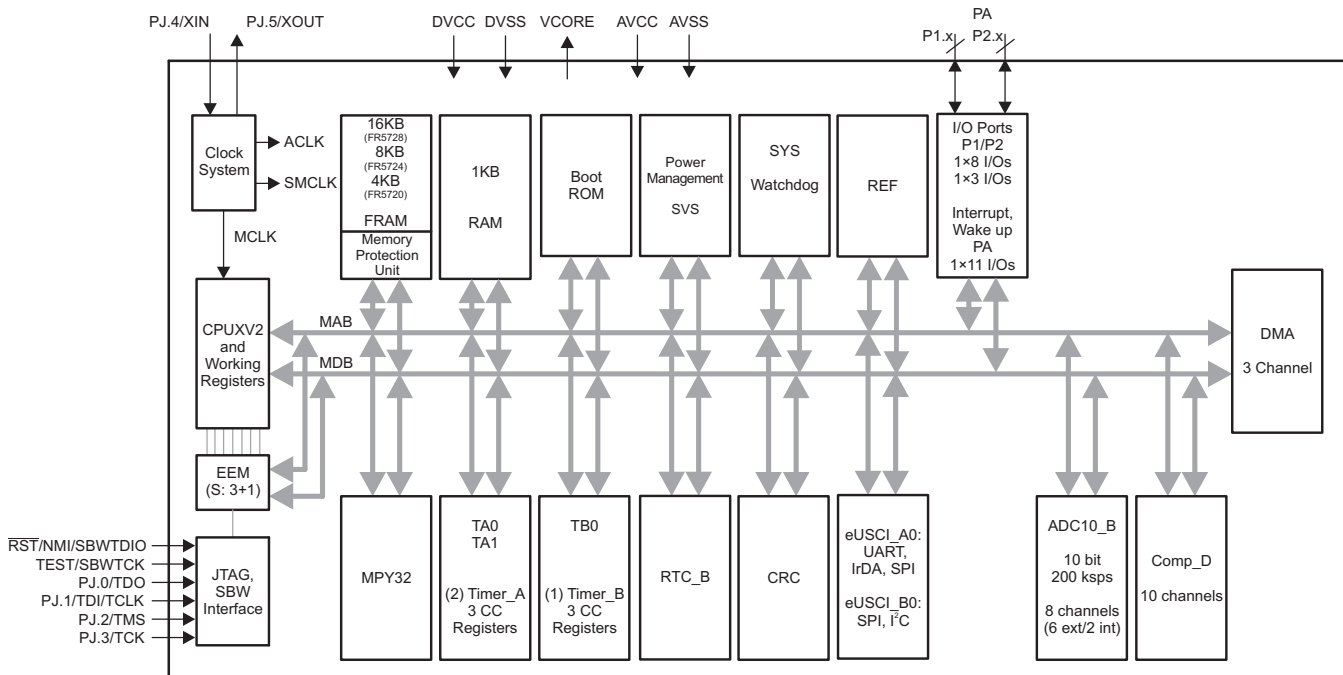 PJ.4/XIN
PJ.5/XOUT
DVCC
DVSS
VCORE
AVCC
AVSS
PA
P1.x
P2.x
Clock
System
ACLK
SMCLK
MCLK
16KB
(FR5728)
8KB
(FR5724)
4KB
(FR5720)
FRAM
Memory
Protection
Unit
1KB
RAM
Boot
ROM
Power
Management
SVS
SYS
Watchdog
REF
I/O Ports
P1/P2
1×8 I/Os
1×3 I/Os
Interrupt,
Wake up
PA
1×11 I/Os
CPUXV2
and
Working
Registers
MAB
MDB
DMA
3 Channel
EEM
(S: 3+1)
RST/NMI/SBWTDIO
TEST/SBWTCK
PJ.0/TDO
PJ.1/TDI/TCLK
PJ.2/TMS
PJ.3/TCK
JTAG,
SBW
Interface
MPY32
TA0
TA1
(2) Timer_A
3 CC
Registers
TB0
(1) Timer_B
3 CC
Registers
RTC_B
CRC
eUSCI_A0:
UART,
IrDA, SPI
eUSCI_B0:
SPI, I²C
ADC10_B
10 bit
200 ksps
8 channels
(6 ext/2 int)
Comp_D
10 channels